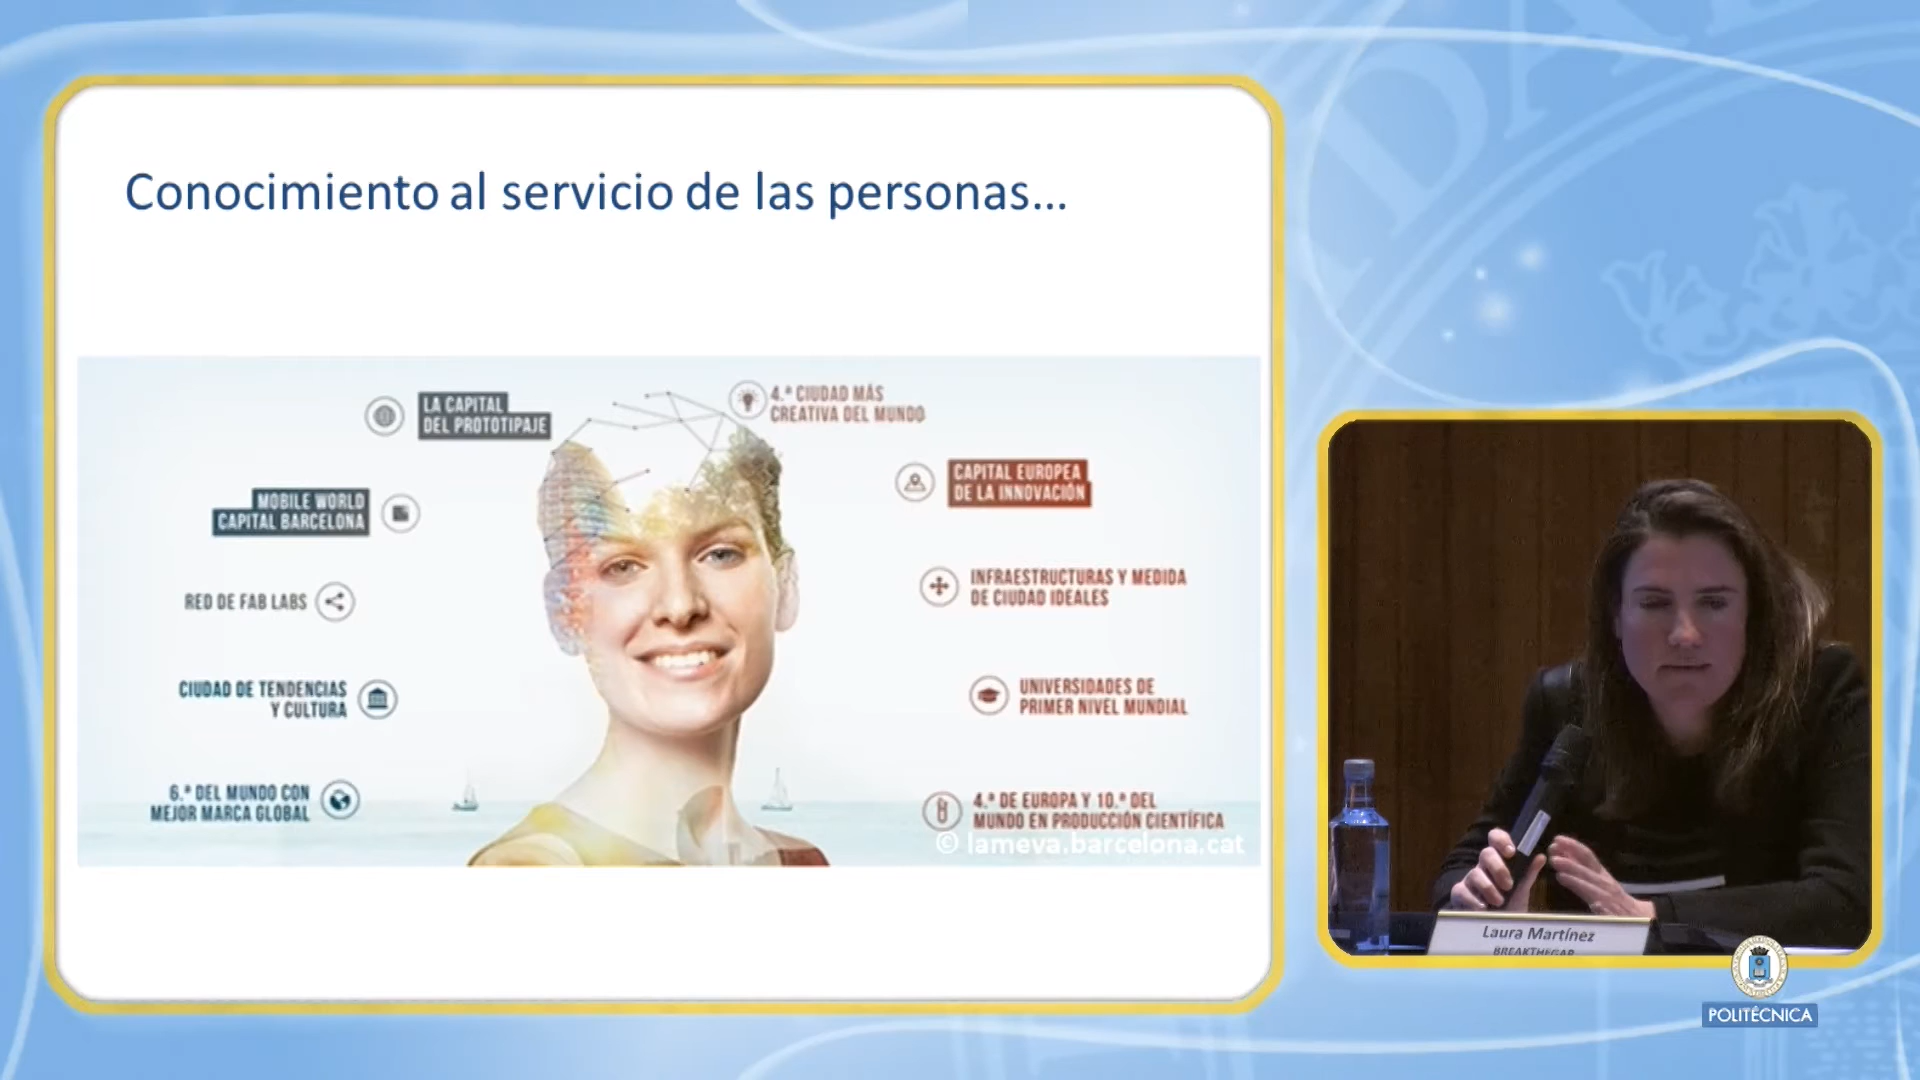 Conocimiento al servicio de las personas...
LA CAPITAL
DEL PROTOTIPAJE
MOBILE WORLD
CAPITAL BARCELONA
RED DE FAB LABS
CIUDAD DE TENDENCIAS
Y CULTURA
6.ª DEL MUNDO CON
MEJOR MARCA GLOBAL
4.ª CIUDAD MÁS
CREATIVA DEL MUNDO
CAPITAL EUROPEA
DE LA INNOVACIÓN
INFRAESTRUCTURAS Y MEDIDA
DE CIUDAD IDEALES
UNIVERSIDADES DE
PRIMER NIVEL MUNDIAL
4.ª DE EUROPA Y 10.ª DEL
MUNDO EN PRODUCCIÓN CIENTÍFICA
© lameva.barcelona.cat
Laura Martínez
BREAKTHEGAP
POLITÉCNICA